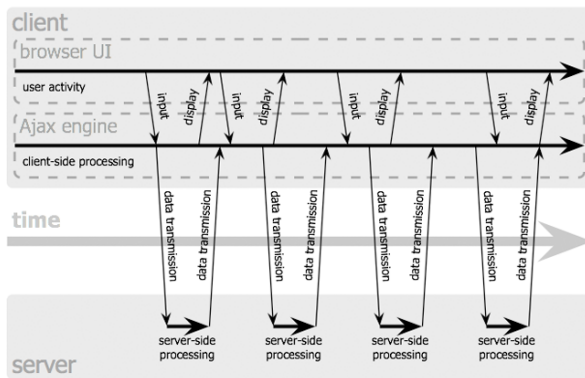 client
browser UI
user activity
input
display
input
display
input
display
input
display
Ajax engine
client-side processing
data transmission
data transmission
data transmission
data transmission
data transmission
data transmission
data transmission
data transmission
time
server-side
processing
server-side
processing
server-side
processing
server-side
processing
server